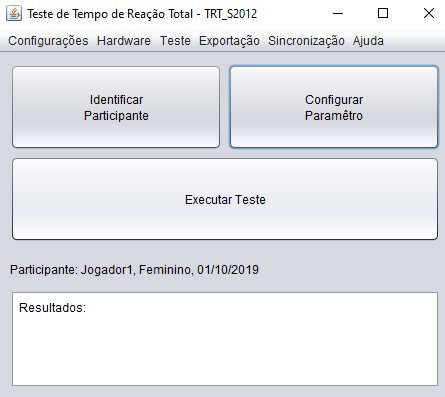 Teste de Tempo de Reação Total - TRT_S2012
Configurações Hardware Teste Exportação Sincronização Ajuda
Identificar
Participante
Configurar
Paramêtro
Executar Teste
Participante: Jogador1, Feminino, 01/10/2019
Resultados: